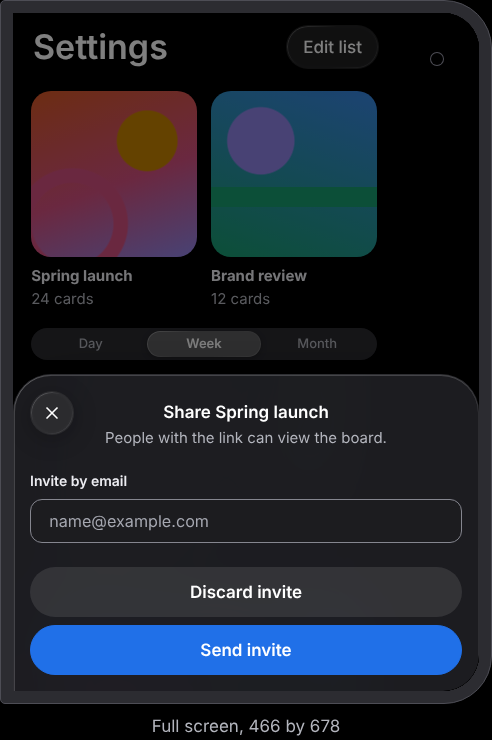 Settings
Edit list
Spring launch
Brand review
24 cards
12 cards
Day
Week
Month
Share Spring launch
People with the link can view the board.
Invite by email
name@example.com
Discard invite
Send invite
Full screen, 466 by 678